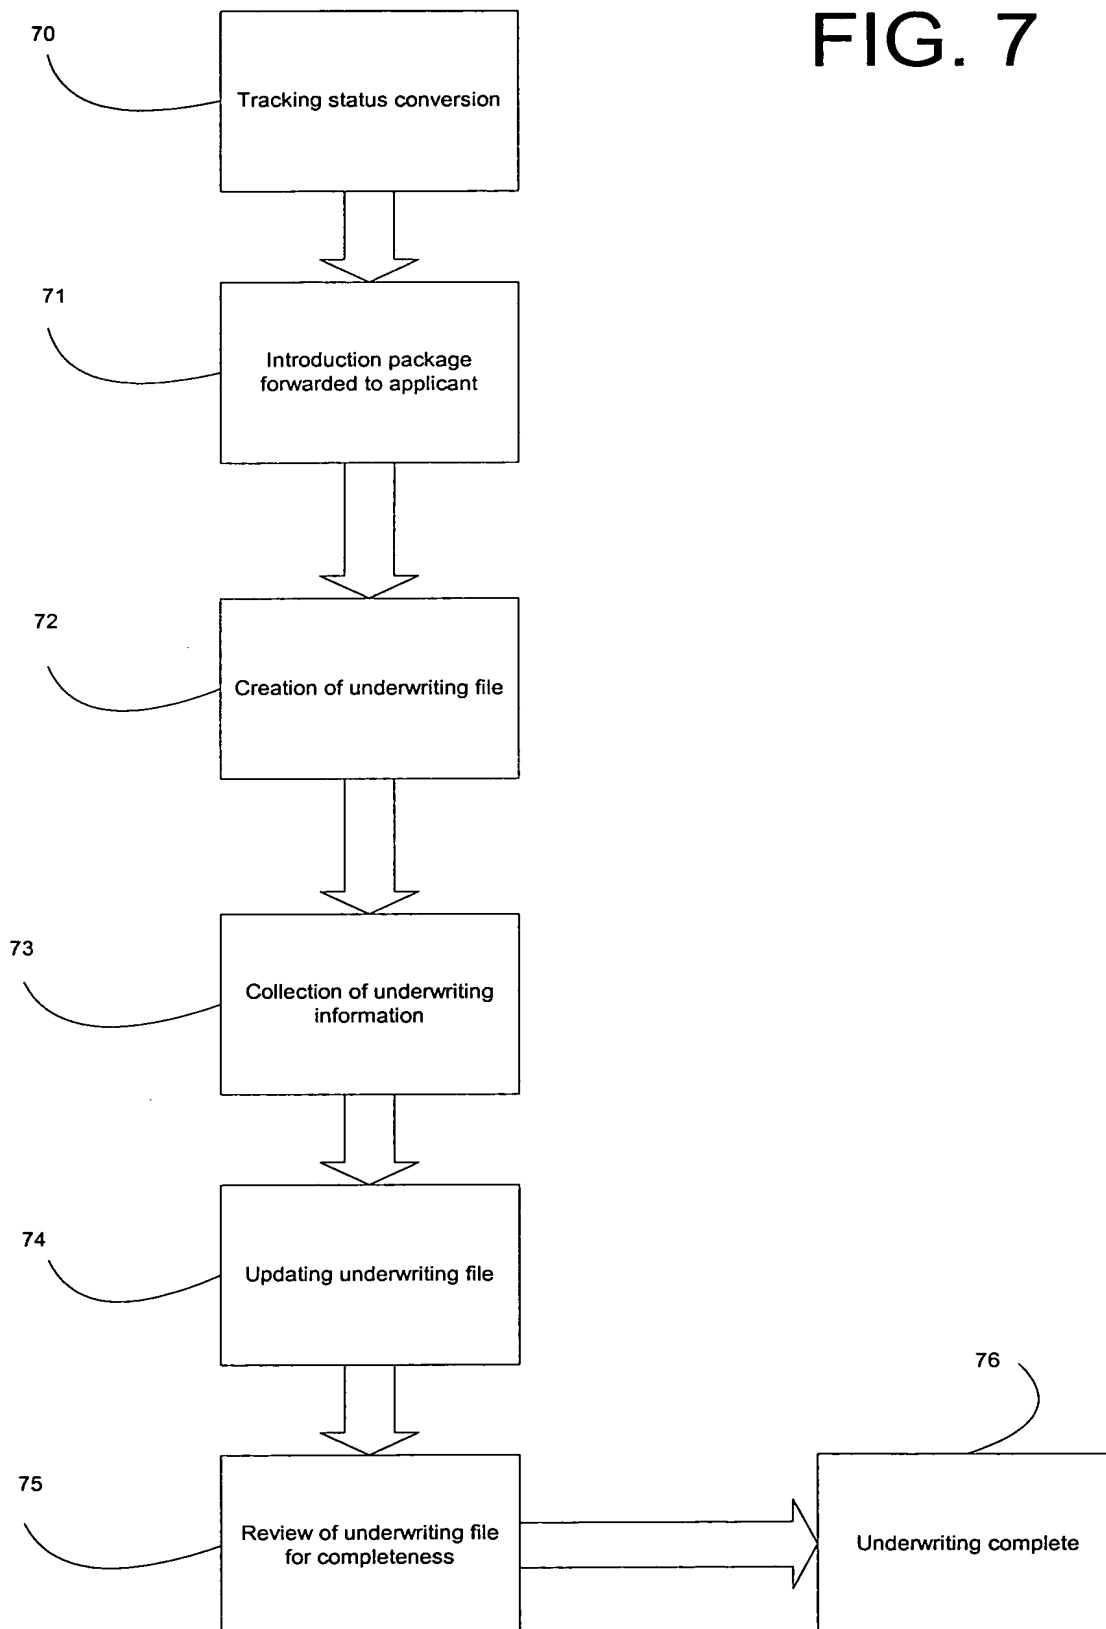 FIG. 7
70
Tracking status conversion
71
Introduction package
forwarded to applicant
72
Creation of underwriting file
73
Collection of underwriting
information
74
Updating underwriting file
75
Review of underwriting file
for completeness
76
Underwriting complete